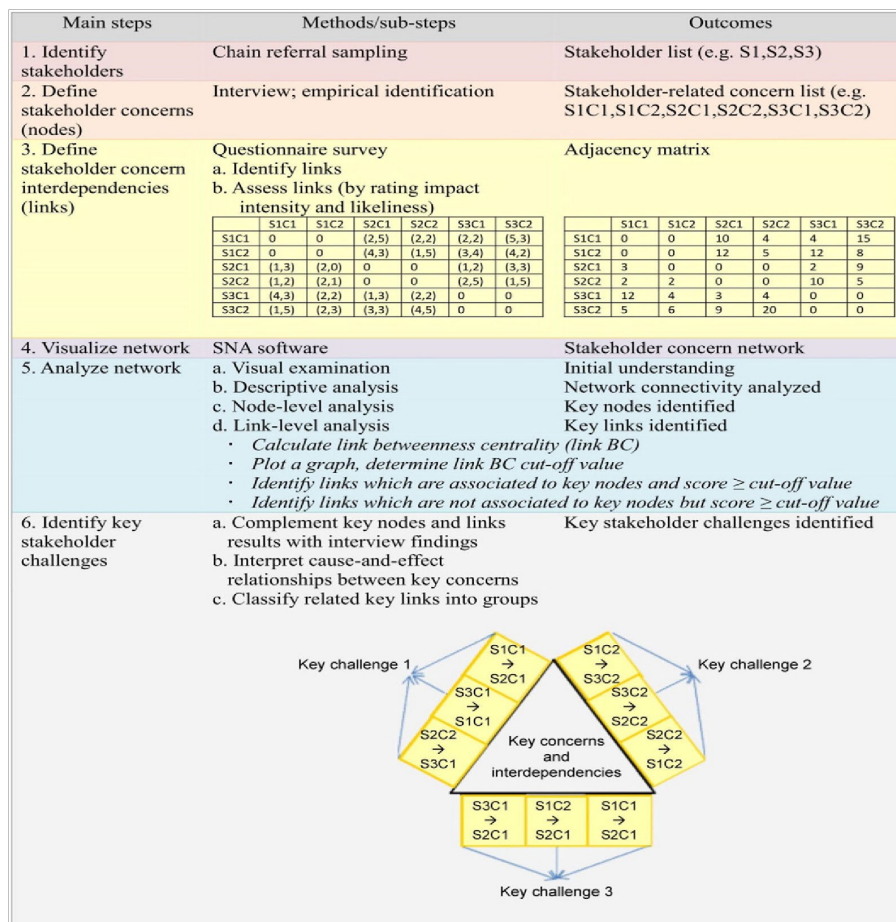 Main steps Methods/sub-steps Outcomes
1. Identify stakeholders Chain referral sampling Stakeholder list (e.g. S1,S2,S3)
2. Define stakeholder concerns (nodes) Interview; empirical identification Stakeholder-related concern list (e.g. S1C1,S1C2,S2C1,S2C2,S3C1,S3C2)
3. Define stakeholder concern interdependencies (links)
Questionnaire survey
a. Identify links
b. Assess links (by rating impact intensity and likeliness)
S1C1 S1C2 S2C1 S2C2 S3C1 S3C2
S1C1 0 0 (2,5) (2,2) (2,2) (5,3)
S1C2 0 0 (4,3) (1,5) (3,4) (4,2)
S2C1 (1,3) (2,0) 0 0 (1,2) (3,3)
S2C2 (1,2) (2,1) 0 0 (2,5) (1,5)
S3C1 (4,3) (2,2) (1,3) (2,2) 0 0
S3C2 (1,5) (2,3) (3,3) (4,5) 0 0
Adjacency matrix
S1C1 S1C2 S2C1 S2C2 S3C1 S3C2
S1C1 0 0 10 4 4 15
S1C2 0 0 12 5 12 8
S2C1 3 0 0 0 2 9
S2C2 2 2 0 0 10 5
S3C1 12 4 3 4 0 0
S3C2 5 6 9 20 0 0
4. Visualize network SNA software Stakeholder concern network
5. Analyze network a. Visual examination Initial understanding
b. Descriptive analysis Network connectivity analyzed
c. Node-level analysis Key nodes identified
d. Link-level analysis Key links identified
· Calculate link betweenness centrality (link BC)
· Plot a graph, determine link BC cut-off value
· Identify links which are associated to key nodes and score ≥ cut-off value
· Identify links which are not associated to key nodes but score ≥ cut-off value
6. Identify key stakeholder challenges
a. Complement key nodes and links results with interview findings
b. Interpret cause-and-effect relationships between key concerns
c. Classify related key links into groups
Key stakeholder challenges identified
Key challenge 1
S1C1 → S2C1
S3C1 → S1C1
S2C2 → S3C1
Key challenge 2
S1C2 → S3C2
S3C2 → S2C2
S2C2 → S1C2
Key concerns
and
interdependencies
S3C1 → S2C1
S1C2 → S2C1
S1C1 → S2C1
Key challenge 3